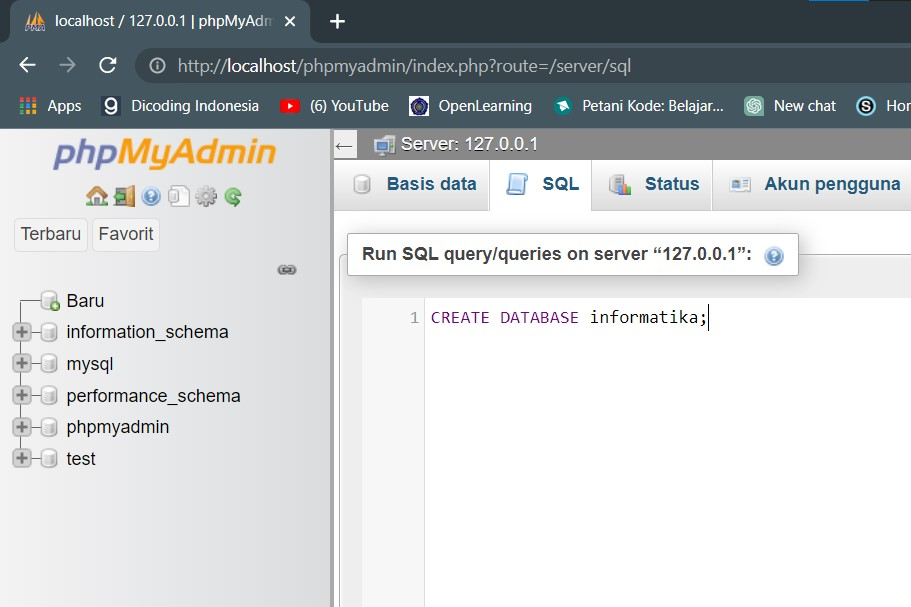 localhost / 127.0.0.1 | phpMyAdm
http://localhost/phpmyadmin/index.php?route=/server/sql
Apps Dicoding Indonesia (6) YouTube OpenLearning Petani Kode: Belajar... New chat Hor
phpMyAdmin
Terbaru Favorit
Baru
information_schema
mysql
performance_schema
phpmyadmin
test
Server: 127.0.0.1
Basis data SQL Status Akun pengguna
Run SQL query/queries on server “127.0.0.1”:
1 CREATE DATABASE informatika;